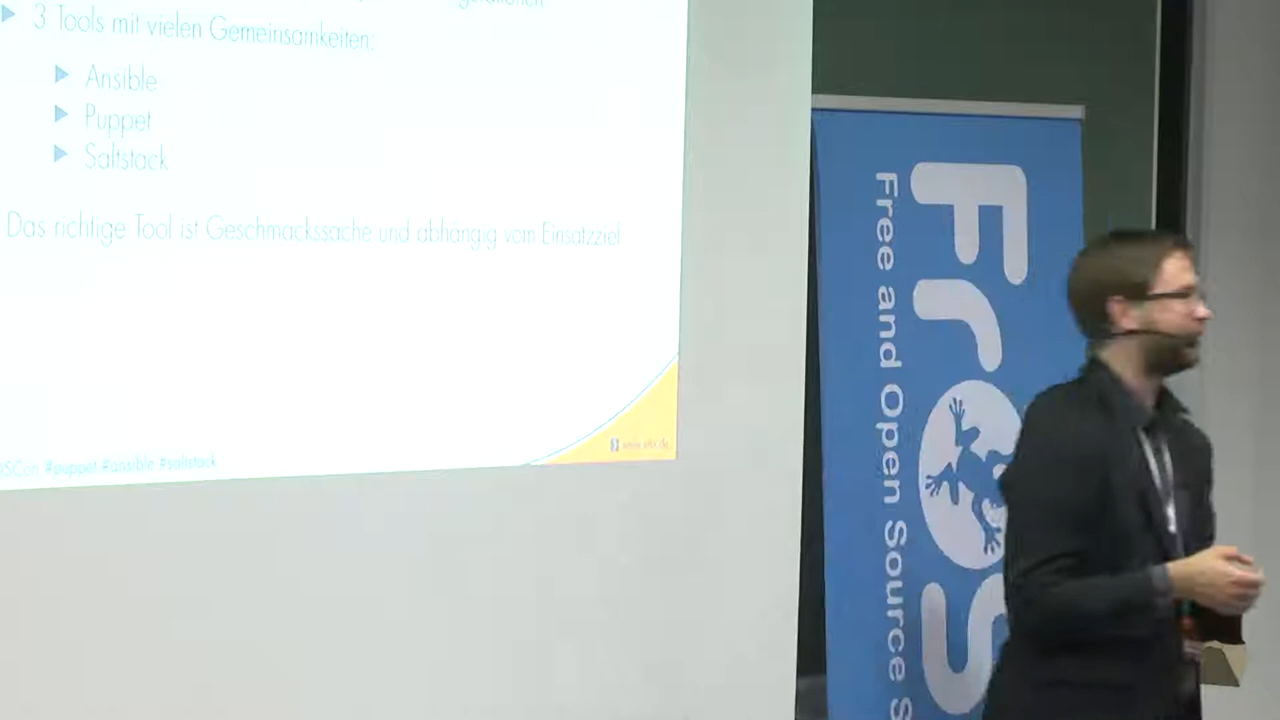 3 Tools mit vielen Gemeinsamkeiten:
Ansible
Puppet
Saltstack
Das richtige Tool ist Geschmackssache und abhängig vom Einsatzziel
#puppet #ansible #saltstack
FrOS
Free and Open Source S